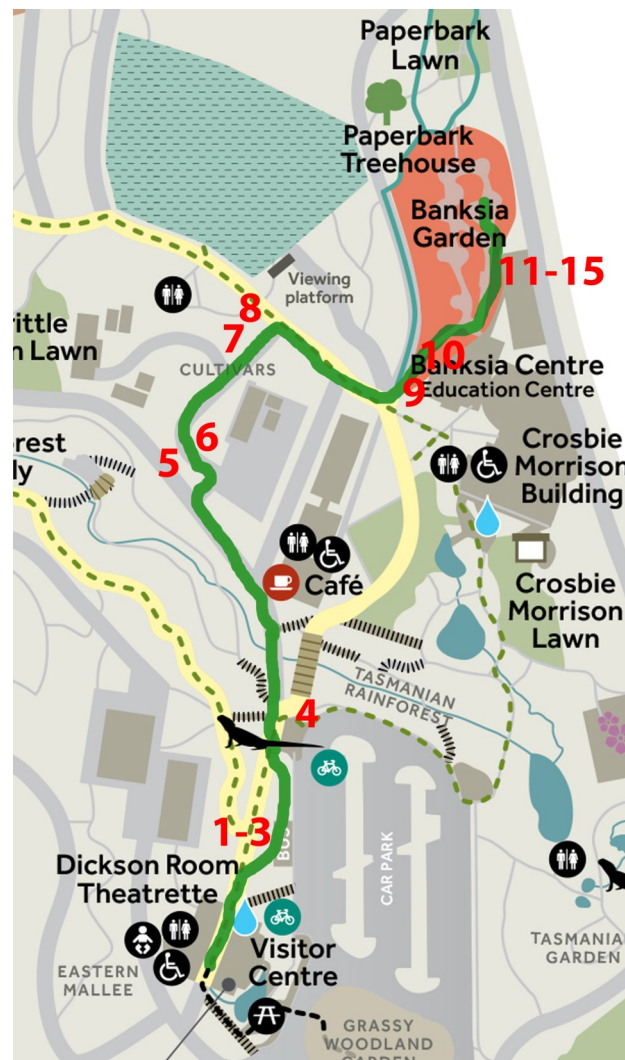 Paperbark
Lawn
Paperbark
Treehouse
Banksia
Garden
11-15
Viewing
platform
8
7
rittle
n Lawn
CULTIVARS
10
Banksia Centre
Education Centre
9
6
5
orest
ly
Crosbie
Morrison
Building
Café
Crosbie
Morrison
Lawn
TASMANIAN
RAINFOREST
4
1-3
BUS
CAR PARK
Dickson Room
Theatrette
Visitor
Centre
EASTERN
MALLEE
TASMANIA
GARDEN
GRASSY
WOODLAND
GARDEN